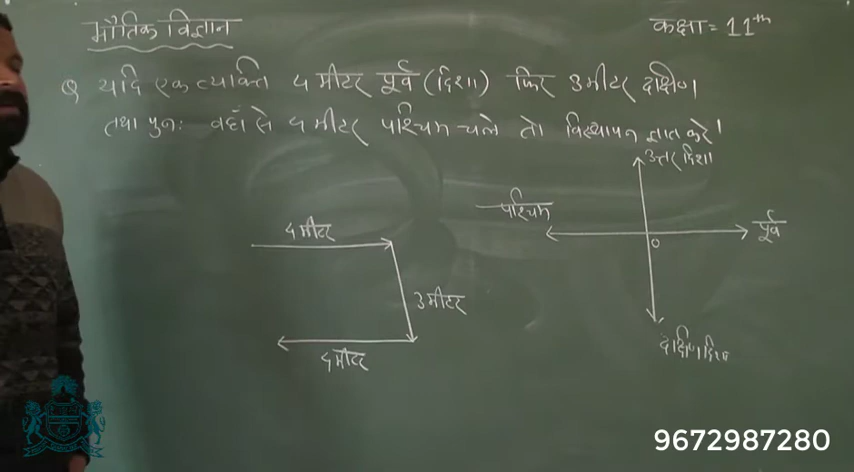 भौतिक विज्ञान
कक्षा = 11th
Q यदि एक व्यक्ति 4 मीटर पूर्व (दिशा) फिर 3 मीटर दक्षिण
तथा पुनः वहाँ से 4 मीटर पश्चिम चले तो विस्थापन ज्ञात करे।
उत्तर दिशा
पश्चिम
पूर्व
0
4 मीटर
3 मीटर
4 मीटर
दक्षिण दिशा
9672987280